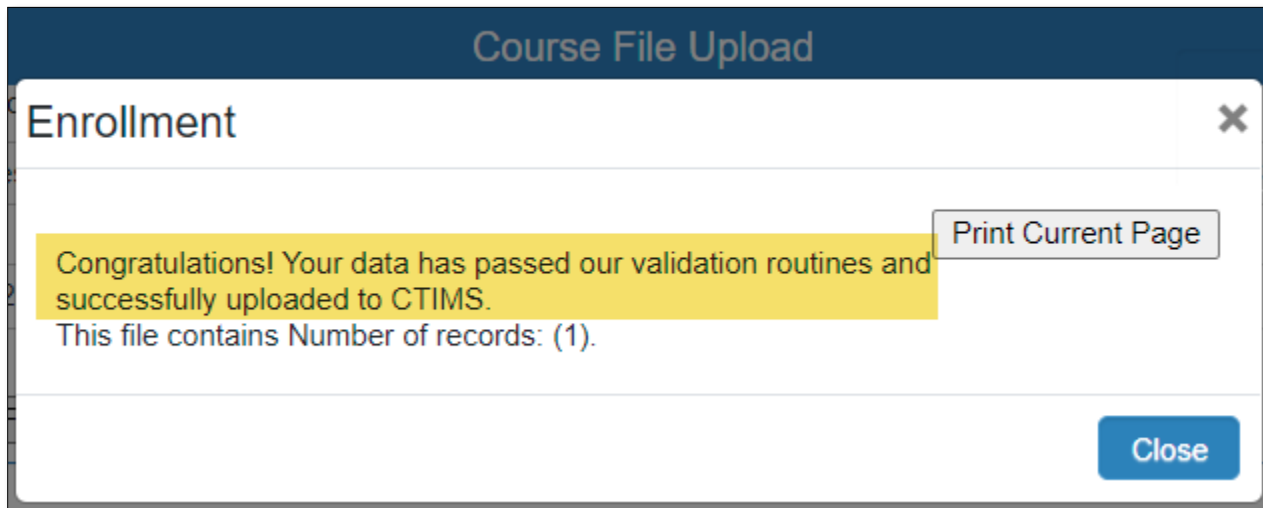 Course File Upload
Enrollment
×
Print Current Page
Congratulations! Your data has passed our validation routines and
successfully uploaded to CTIMS.
This file contains Number of records: (1).
Close